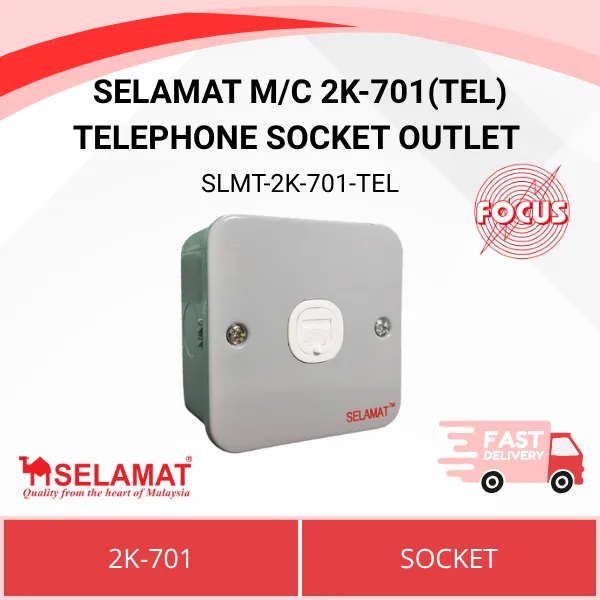 SELAMAT M/C 2K-701(TEL)
TELEPHONE SOCKET OUTLET
SLMT-2K-701-TEL
FOCUS
SELAMAT™
FAST
DELIVERY
SELAMAT®
Quality from the heart of Malaysia
2K-701
SOCKET